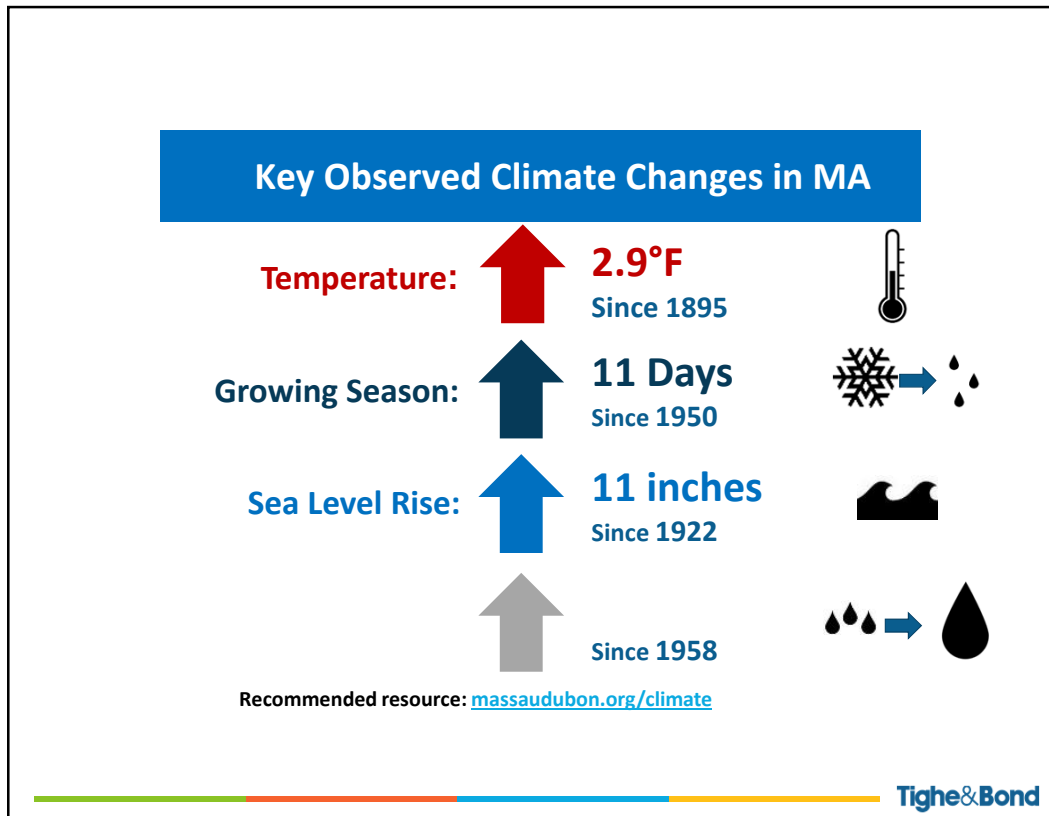 Key Observed Climate Changes in MA
Temperature:
2.9°F
Since 1895
Growing Season:
11 Days
Since 1950
Sea Level Rise:
11 inches
Since 1922
Since 1958
Recommended resource: massaudubon.org/climate
Tighe&Bond